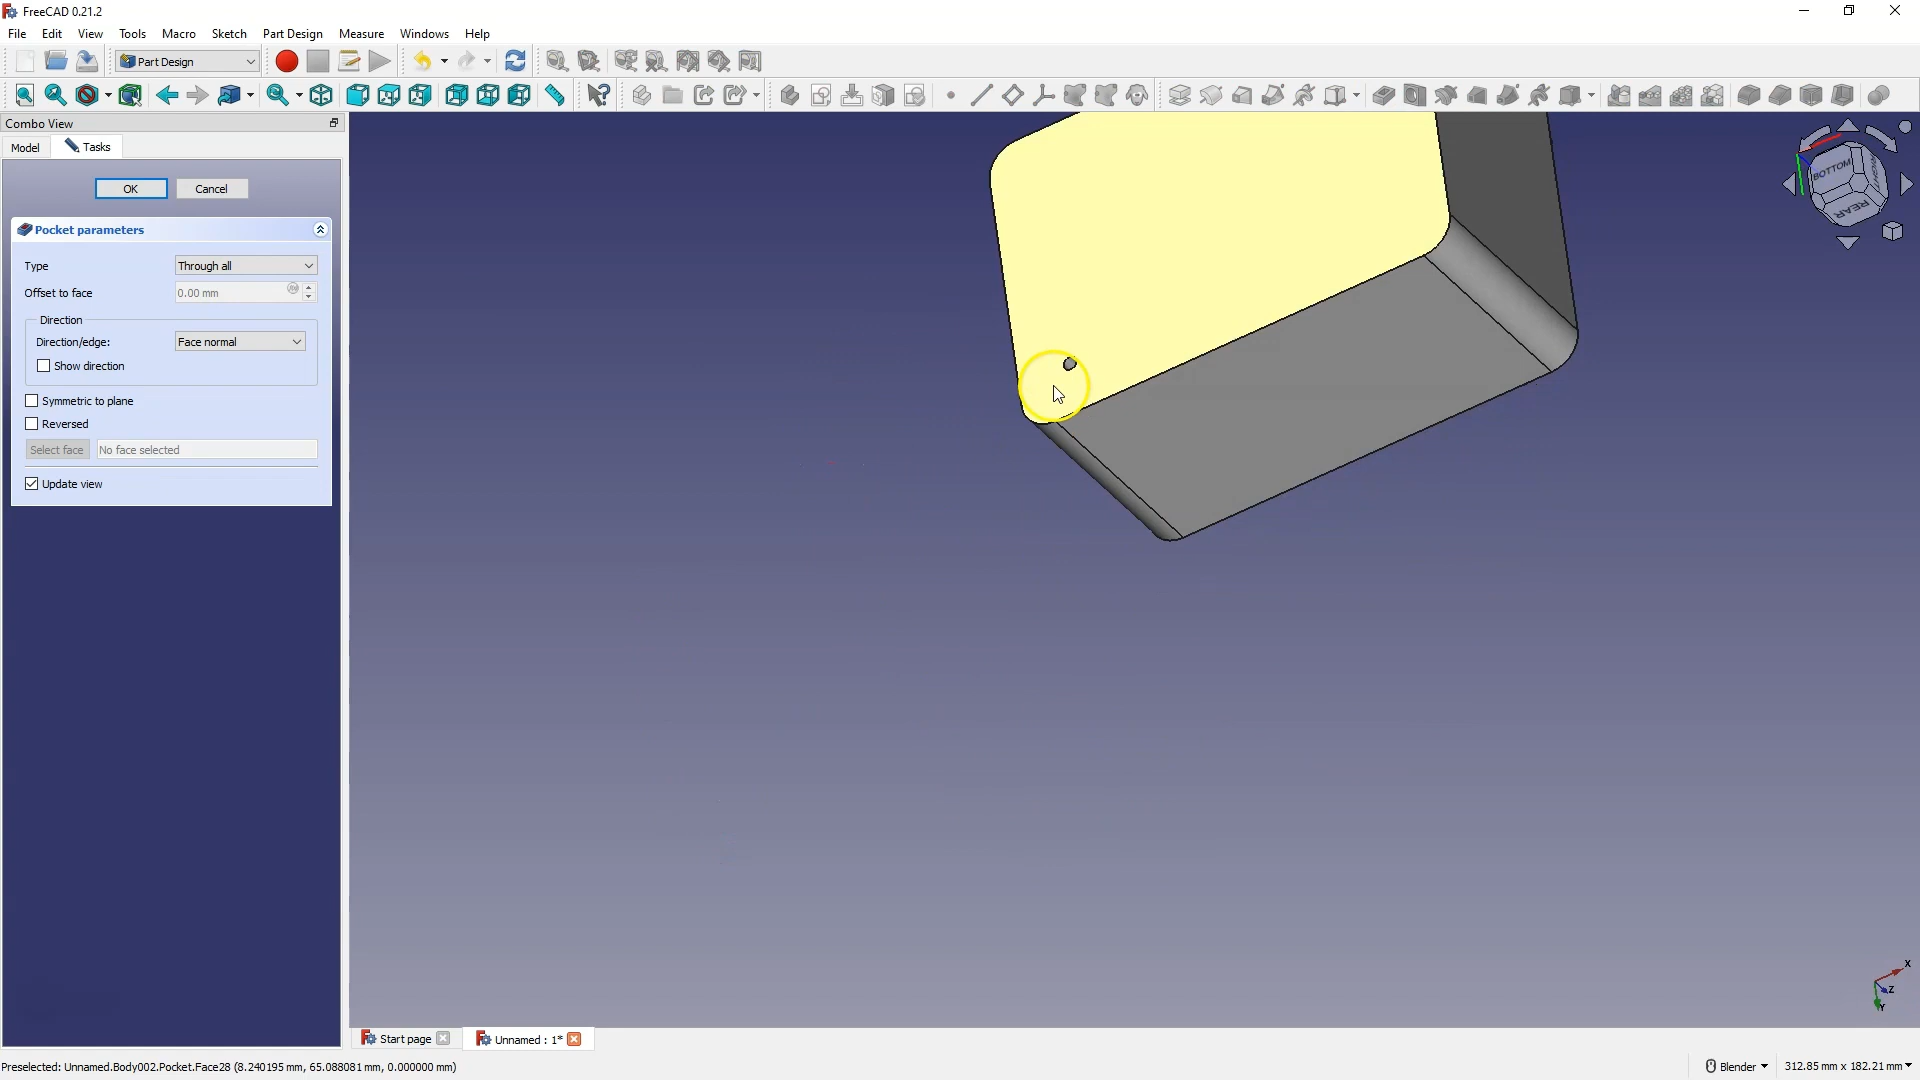 FreeCAD 0.21.2
File Edit View Tools Macro Sketch Part Design Measure Windows Help
Part Design
Combo View
Model Tasks
OK Cancel
Pocket parameters
Type Through all
Offset to face 0.00 mm
Direction
Direction/edge: Face normal
Show direction
Symmetric to plane
Reversed
Select face No face selected
Update view
BOTTOM
RIGHT
REAR
X
Z
Y
Start page Unnamed : 1*
Preselected: Unnamed.Body002.Pocket.Face28 (8.240195 mm, 65.088081 mm, 0.000000 mm) Blender 312.85 mm x 182.21 mm